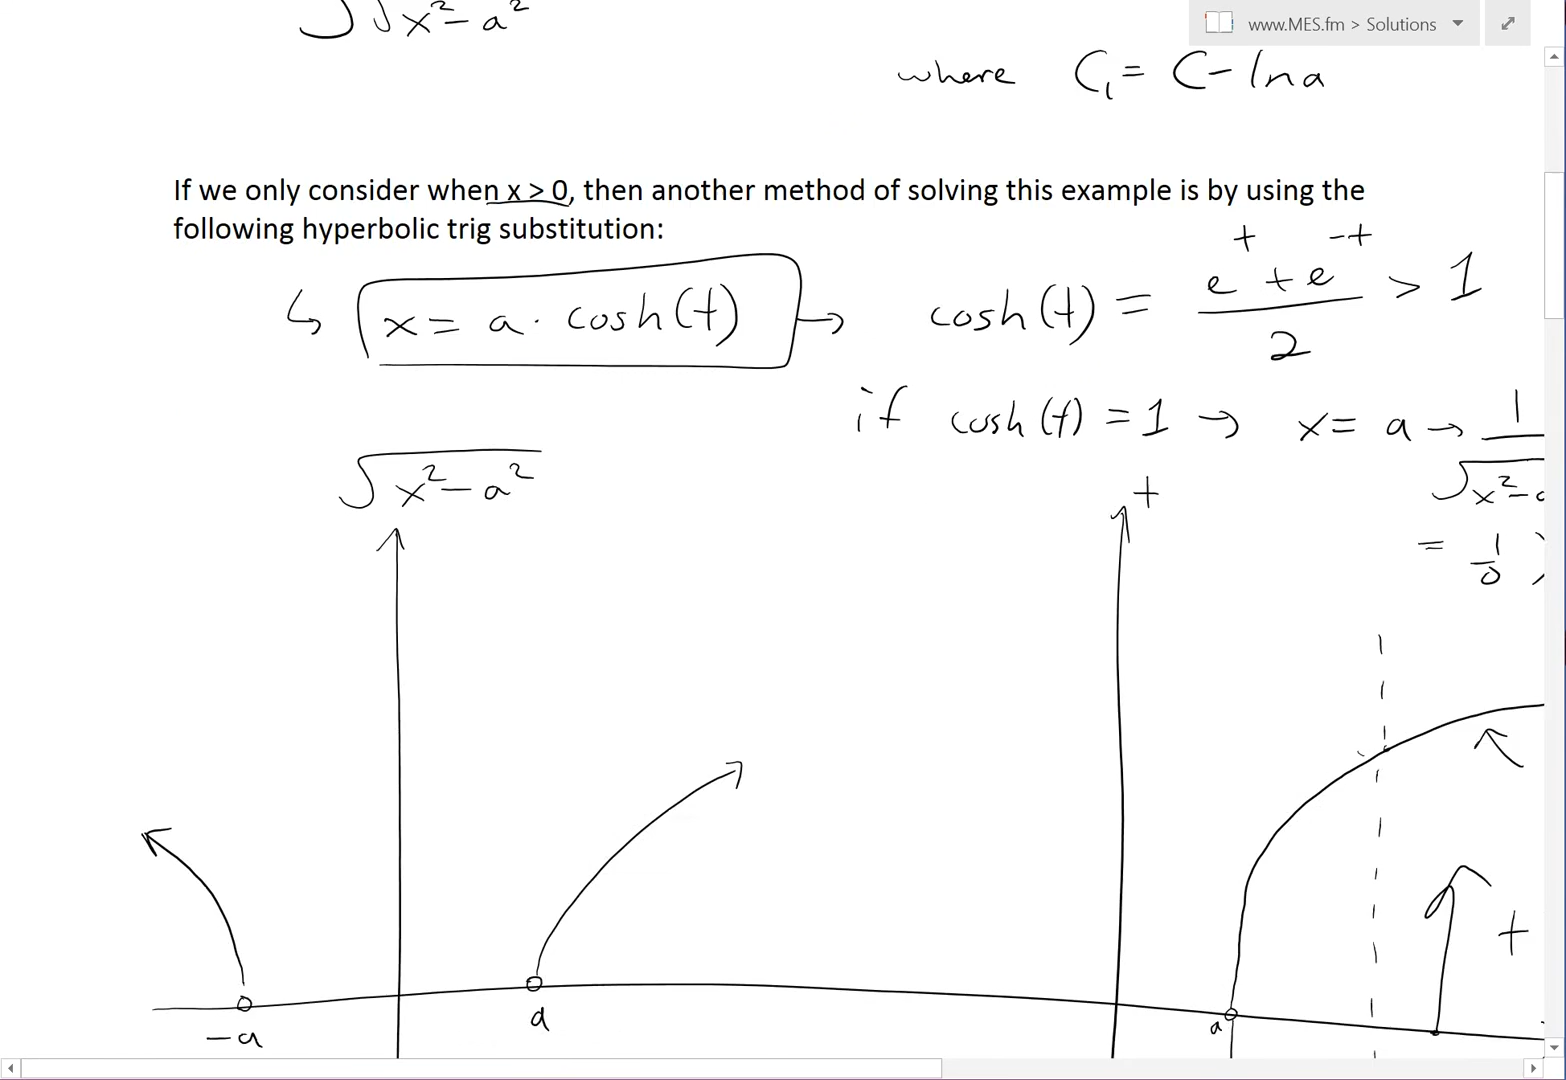 ∫ √x²-a²
www.MES.fm > Solutions
where C₁ = C - ln a
If we only consider when x > 0, then another method of solving this example is by using the
following hyperbolic trig substitution:
↳ x = a · cosh(t) → cosh(t) = (e^t + e^-t)/2 > 1
if cosh(t) = 1 → x = a → 1/√x²-
= 1/0
√x²-a²
t
t
a
-a
a